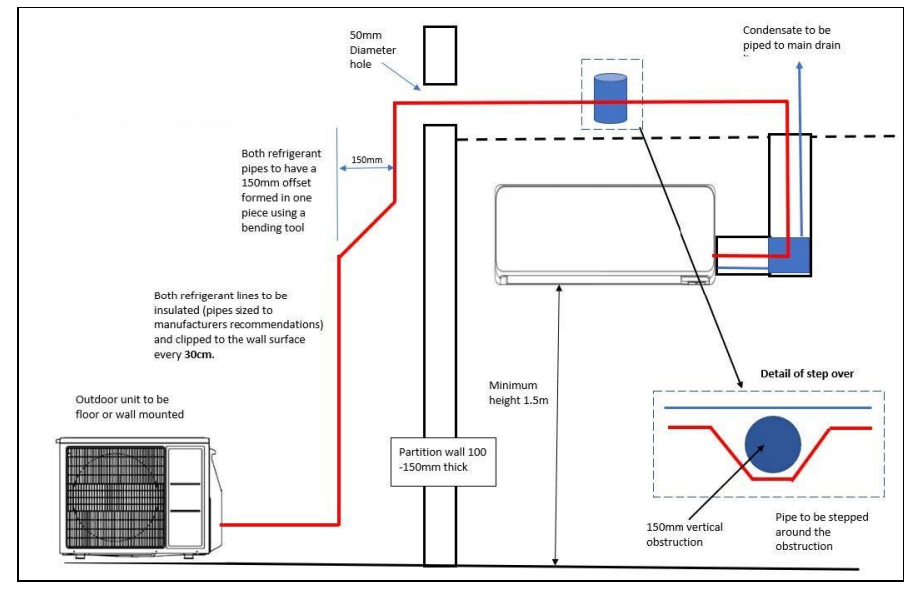 50mm
Diameter
hole
Condensate to be
piped to main drain
Both refrigerant
pipes to have a
150mm offset
formed in one
piece using a
bending tool
150mm
Both refrigerant lines to be
insulated (pipes sized to
manufacturers recommendations)
and clipped to the wall surface
every 30cm.
Outdoor unit to be
floor or wall mounted
Minimum
height 1.5m
Partition wall 100
-150mm thick
Detail of step over
150mm vertical
obstruction
Pipe to be stepped
around the
obstruction